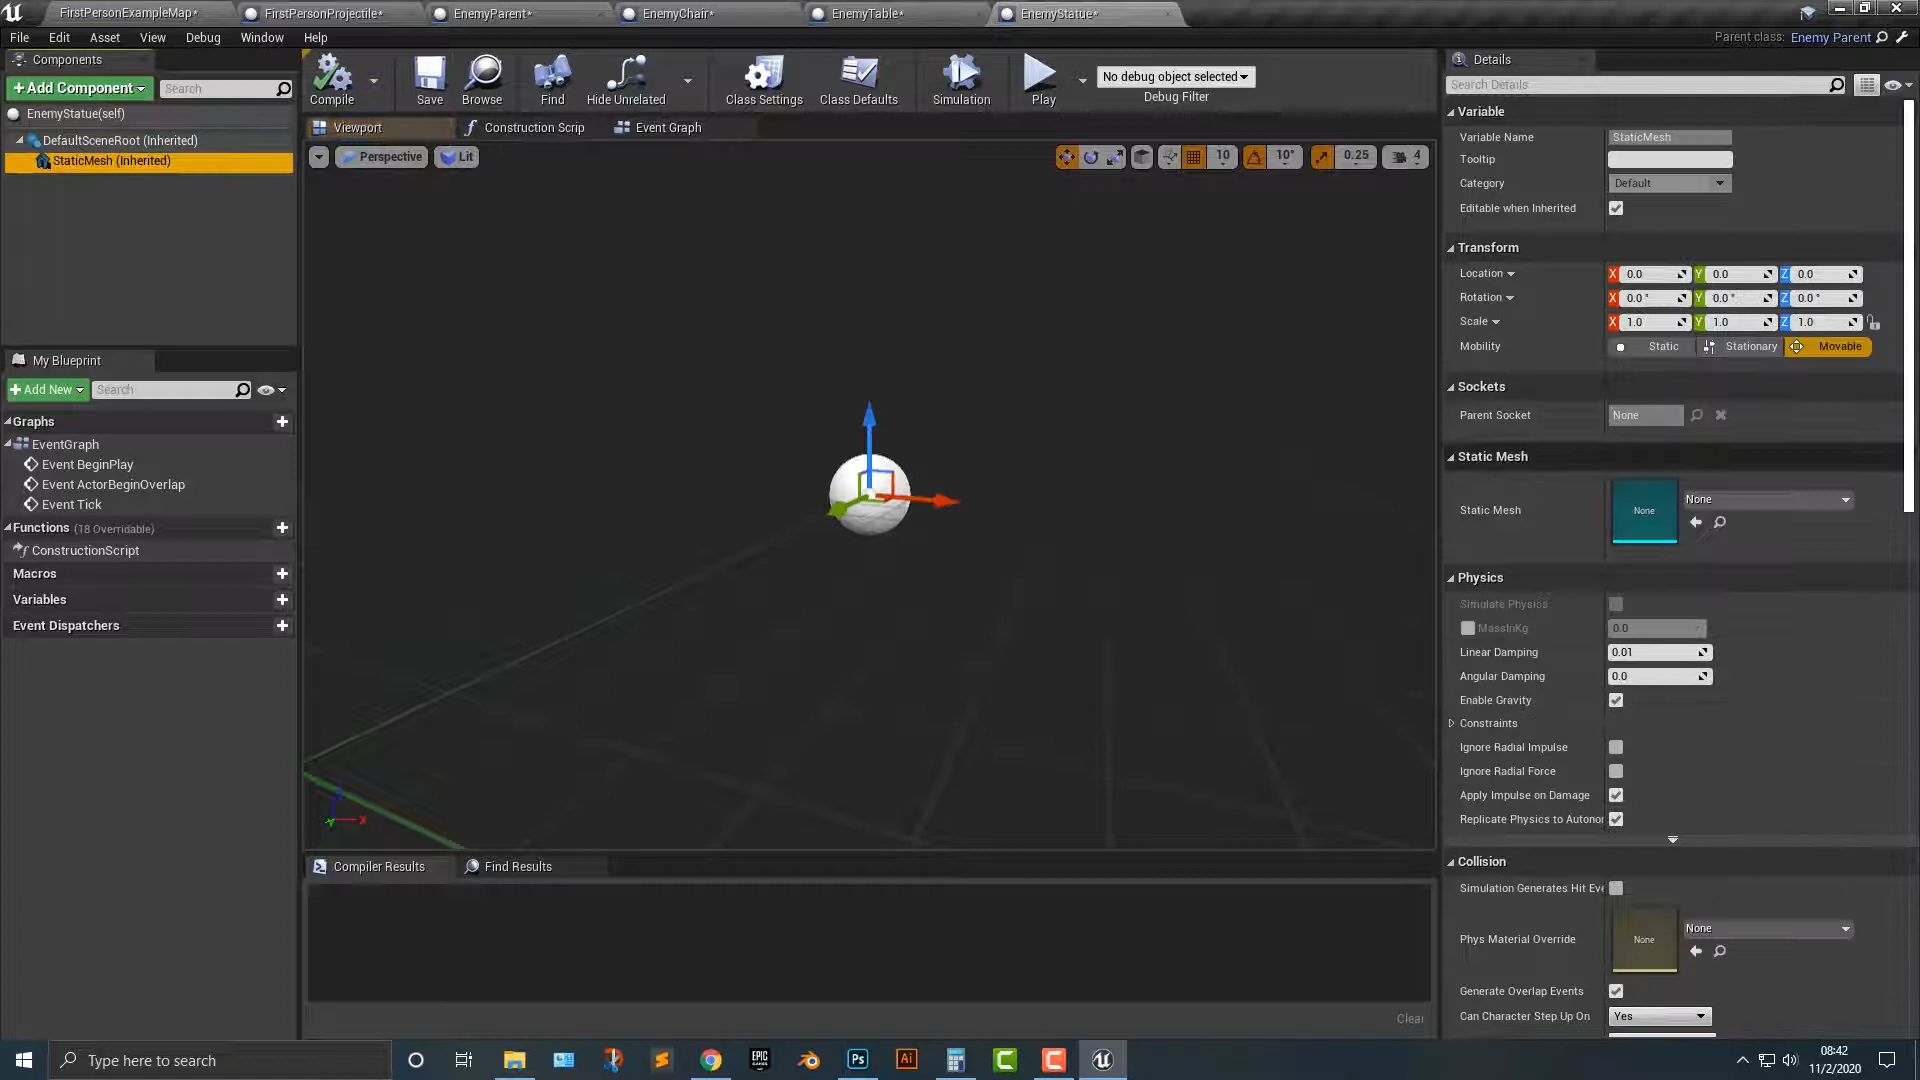 FirstPersonExampleMap*
FirstPersonProjectile*
EnemyParent*
EnemyChair*
EnemyTable*
EnemyStatue*
File Edit Asset View Debug Window Help
Parent class: Enemy Parent
Components
+Add Component
Search
EnemyStatue(self)
DefaultSceneRoot (Inherited)
StaticMesh (Inherited)
My Blueprint
+Add New
Search
Graphs
EventGraph
Event BeginPlay
Event ActorBeginOverlap
Event Tick
Functions (18 Overridable)
ConstructionScript
Macros
Variables
Event Dispatchers
Compile
Save
Browse
Find
Hide Unrelated
Class Settings
Class Defaults
Simulation
Play
No debug object selected
Debug Filter
Viewport
Construction Scrip
Event Graph
Perspective
Lit
10
10°
0.25
4
Compiler Results
Find Results
Clear
Details
Search Details
Variable
Variable Name StaticMesh
Tooltip
Category Default
Editable when Inherited
Transform
Location X 0.0 Y 0.0 Z 0.0
Rotation X 0.0 ° Y 0.0 ° Z 0.0 °
Scale X 1.0 Y 1.0 Z 1.0
Mobility Static Stationary Movable
Sockets
Parent Socket None
Static Mesh
Static Mesh None None
Physics
Simulate Physics
MassInKg 0.0
Linear Damping 0.01
Angular Damping 0.0
Enable Gravity
Constraints
Ignore Radial Impulse
Ignore Radial Force
Apply Impulse on Damage
Replicate Physics to Autonor
Collision
Simulation Generates Hit Eve
Phys Material Override None None
Generate Overlap Events
Can Character Step Up On Yes
Type here to search
EPIC
GAMES
Ps
Ai
08:42
11/2/2020